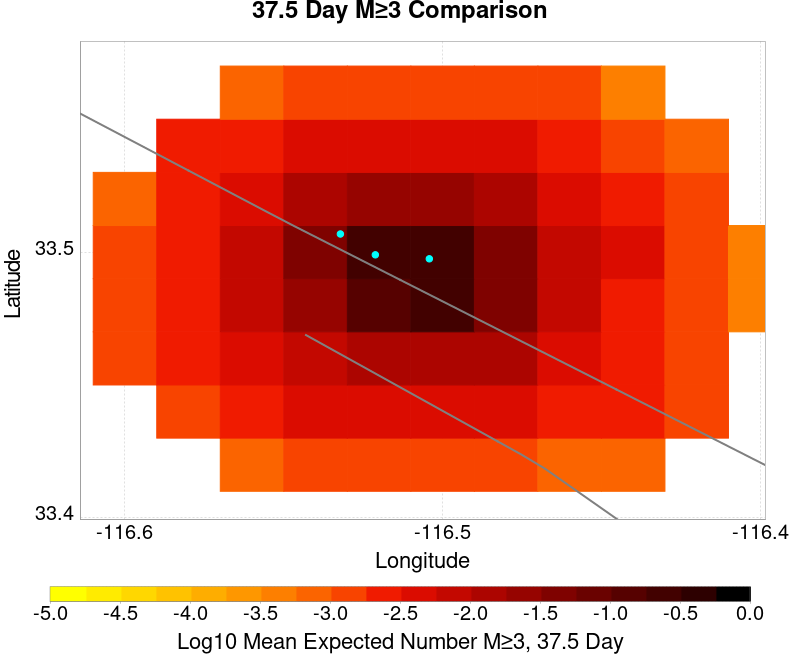 37.5 Day M≥3 Comparison
Latitude
33.5
33.4
-116.6 -116.5 -116.4
Longitude
-5.0 -4.5 -4.0 -3.5 -3.0 -2.5 -2.0 -1.5 -1.0 -0.5 0.0
Log10 Mean Expected Number M≥3, 37.5 Day